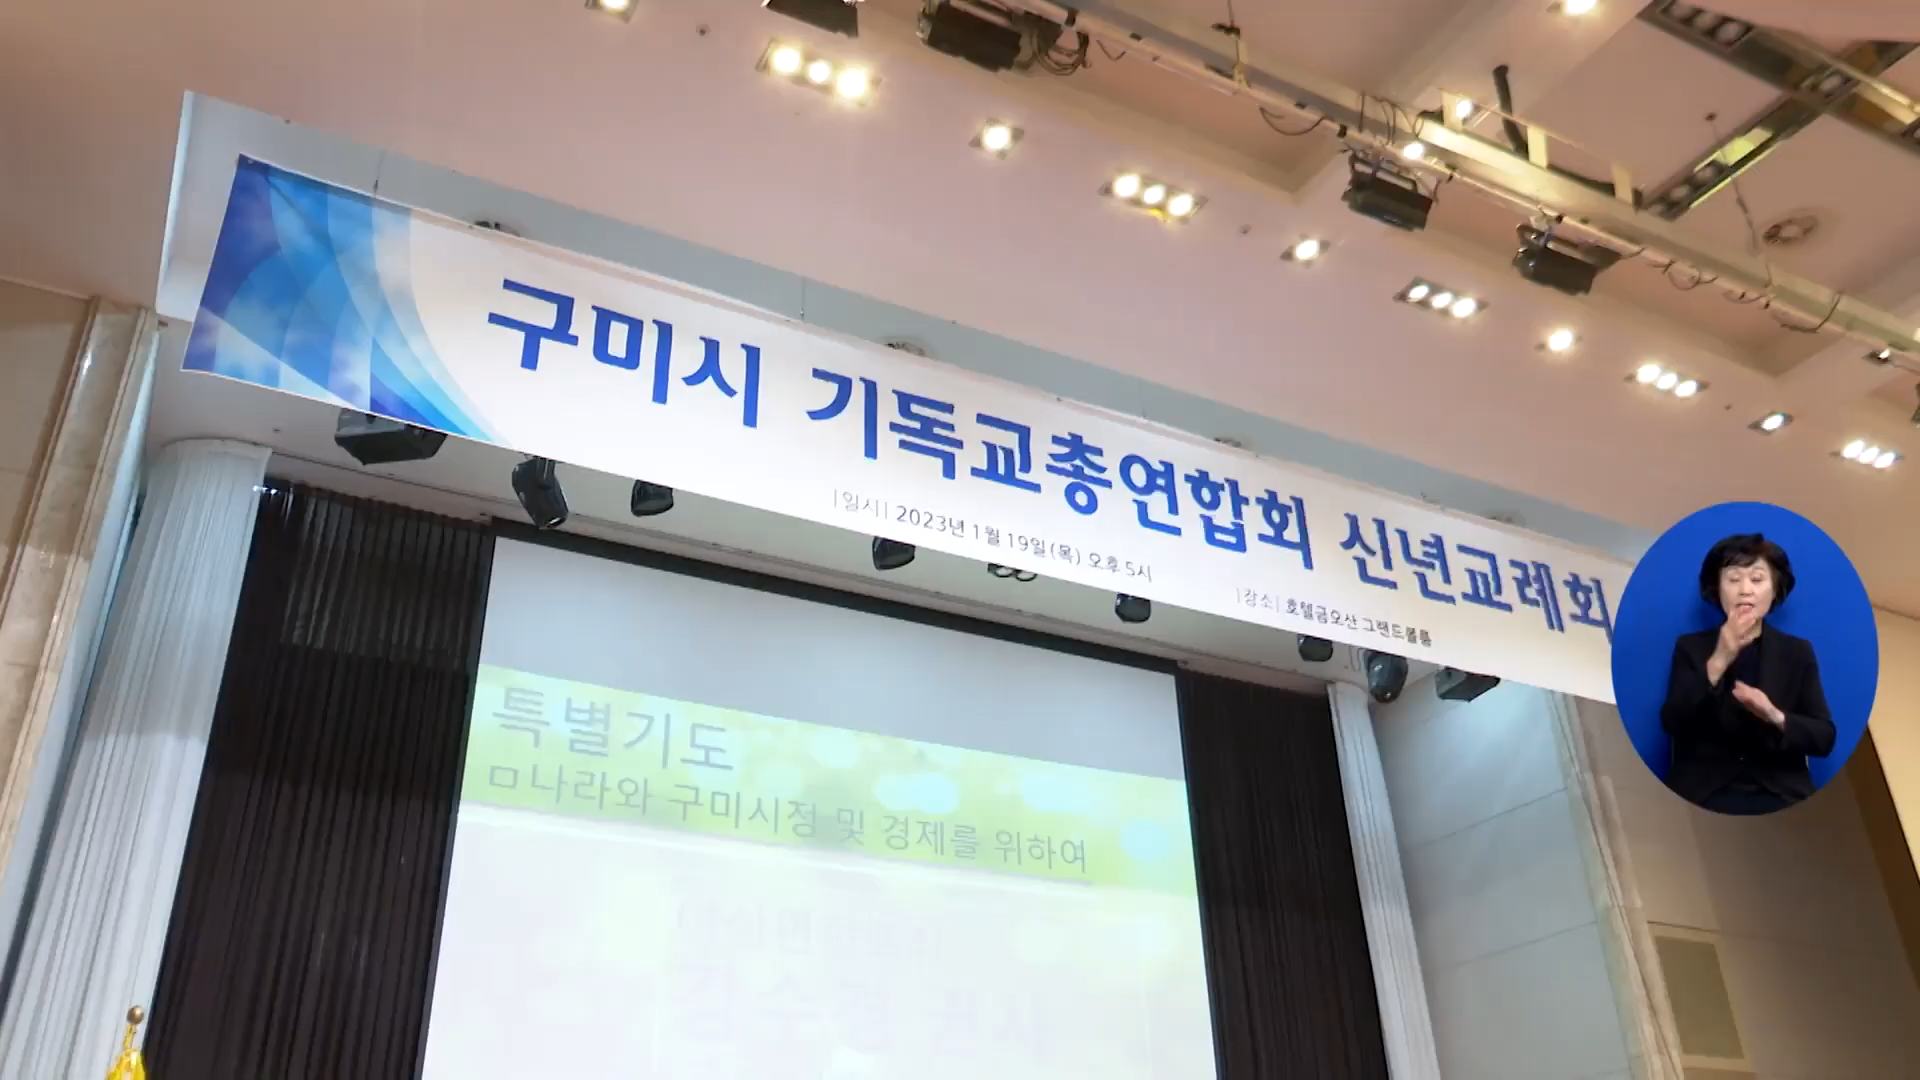 구미시 기독교총연합회 신년교례회
|일시| 2023년 1월 19일(목) 오후 5시
|장소| 호텔금오산 그랜드볼룸
특별기도
ㅁ나라와 구미시정 및 경제를 위하여